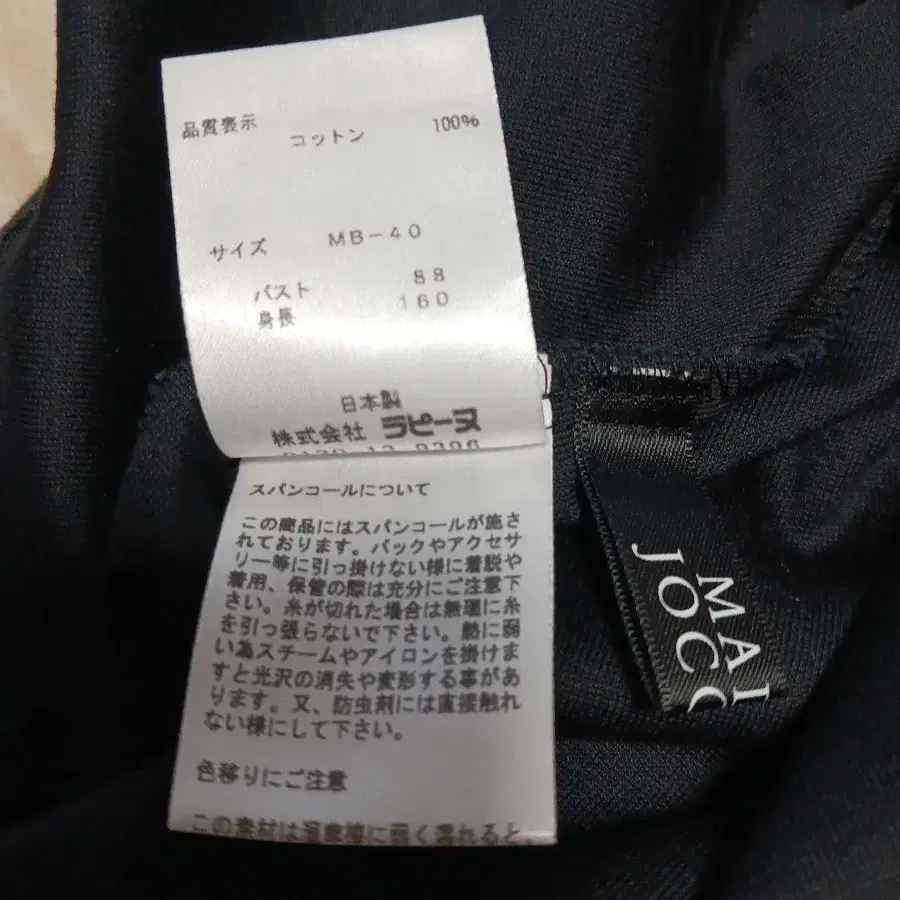 品質表示
コットン 100%
サイズ MB-40
バスト 88
身長 160
日本製
株式会社 ラピーヌ
スパンコールについて
この商品にはスパンコールが施さ
れております。バックやアクセサ
リー等に引っ掛けない様に着脱や
着用、保管の際は充分にご注意下
さい。糸が切れた場合は無理に糸
を引っ張らないで下さい。熱に弱
い為スチームやアイロンを掛けま
すと光沢の消失や変形する事があ
ります。又、防虫剤には直接触れ
ない様にして下さい。
色移りにご注意
この素材は湿度